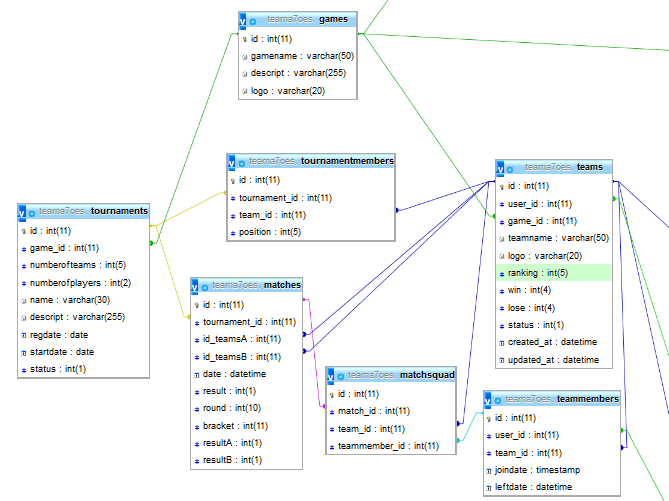 teama7oes. games
id : int(11)
gamename : varchar(50)
descript : varchar(255)
logo : varchar(20)
teama7oes. tournamentmembers
id : int(11)
tournament_id : int(11)
team_id : int(11)
position : int(5)
teama7oes. teams
id : int(11)
user_id : int(11)
game_id : int(11)
teamname : varchar(50)
logo : varchar(20)
ranking : int(5)
win : int(4)
lose : int(4)
status : int(1)
created_at : datetime
updated_at : datetime
teama7oes. tournaments
id : int(11)
game_id : int(11)
numberofteams : int(5)
numberofplayers : int(2)
name : varchar(30)
descript : varchar(255)
regdate : date
startdate : date
status : int(1)
teama7oes. matches
id : int(11)
tournament_id : int(11)
id_teamsA : int(11)
id_teamsB : int(11)
date : datetime
result : int(1)
round : int(10)
bracket : int(11)
resultA : int(1)
resultB : int(1)
teama7oes. matchsquad
id : int(11)
match_id : int(11)
team_id : int(11)
teammember_id : int(11)
teama7oes. teammembers
id : int(11)
user_id : int(11)
team_id : int(11)
joindate : timestamp
leftdate : datetime